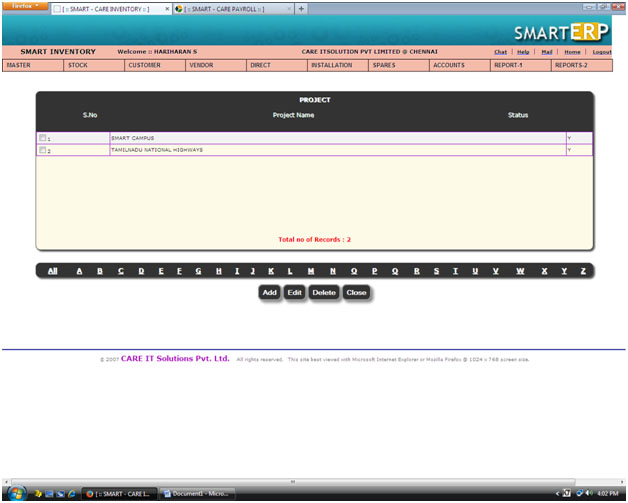 Firefox
[ :: SMART - CARE INVENTORY :: ] × [ :: SMART - CARE PAYROLL :: ] × +
SMARTERP
SMART INVENTORY Welcome :: HARIHARAN S CARE ITSOLUTION PVT LIMITED @ CHENNAI Chat | Help | Mail | Home | Logout
MASTER STOCK CUSTOMER VENDOR DIRECT INSTALLATION SPARES ACCOUNTS REPORT-1 REPORTS-2
PROJECT
S.No Project Name Status
1 SMART CAMPUS Y
2 TAMILNADU NATIONAL HIGHWAYS Y
Total no of Records : 2
All A B C D E F G H I J K L M N O P Q R S T U V W X Y Z
Add Edit Delete Close
© 2007 CARE IT Solutions Pvt. Ltd. All rights reserved. This site best viewed with Microsoft Internet Explorer or Mozilla Firefox @ 1024 x 768 screen size.
[ :: SMART - CARE I... Document1 - Micro... 4:02 PM